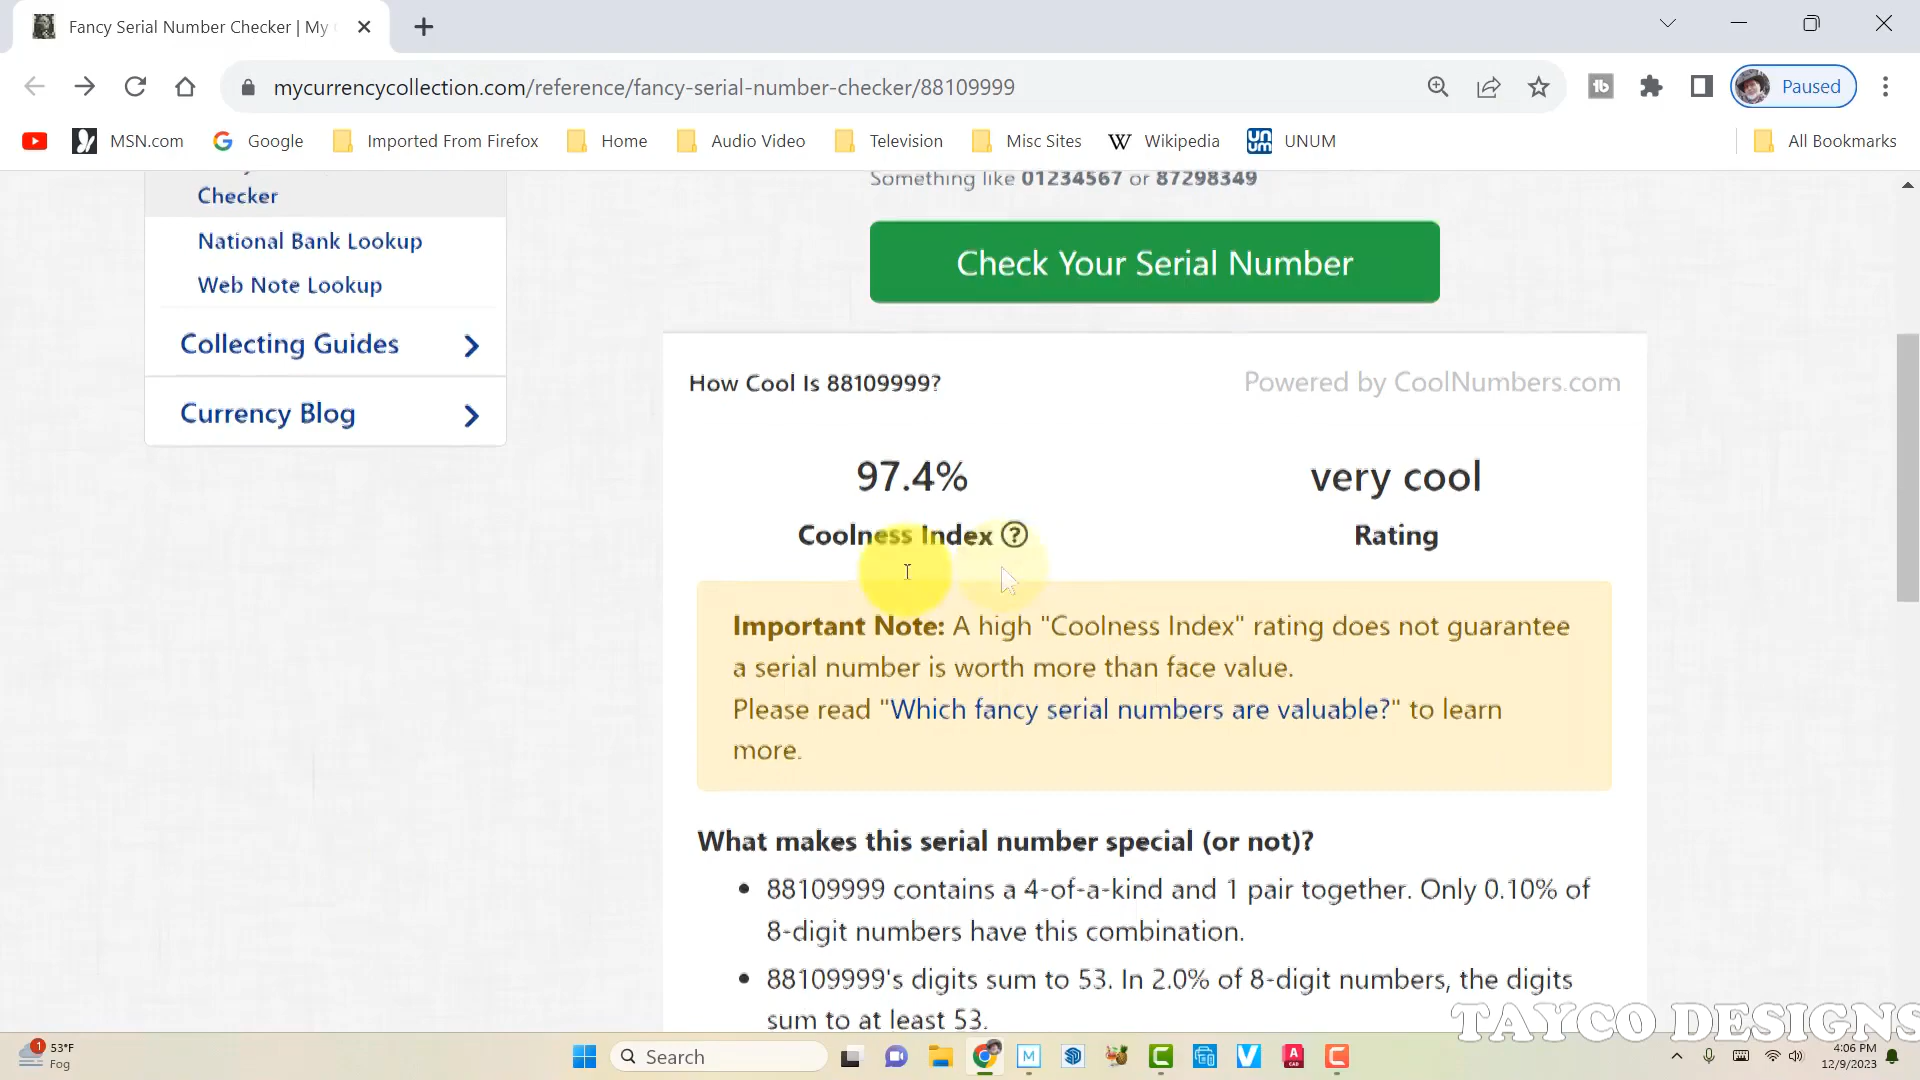 Fancy Serial Number Checker | My
mycurrencycollection.com/reference/fancy-serial-number-checker/88109999
Paused
MSN.com
Google
Imported From Firefox
Home
Audio Video
Television
Misc Sites
W Wikipedia
UNUM
All Bookmarks
Checker
National Bank Lookup
Web Note Lookup
Collecting Guides
Currency Blog
Something like 01234567 or 87298349
Check Your Serial Number
How Cool Is 88109999?
Powered by CoolNumbers.com
97.4%
very cool
Coolness Index ?
Rating
Important Note: A high "Coolness Index" rating does not guarantee
a serial number is worth more than face value.
Please read "Which fancy serial numbers are valuable?" to learn
more.
What makes this serial number special (or not)?
• 88109999 contains a 4-of-a-kind and 1 pair together. Only 0.10% of
8-digit numbers have this combination.
• 88109999's digits sum to 53. In 2.0% of 8-digit numbers, the digits
sum to at least 53.
TAYCO DESIGNS
1
53°F
Fog
Search
4:06 PM
12/9/2023